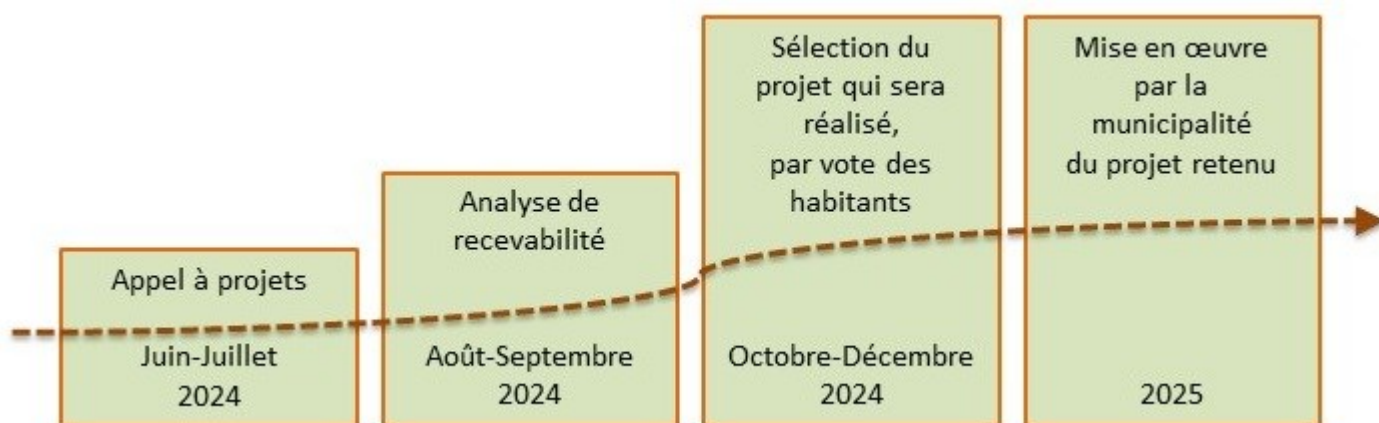 Appel à projets
Juin-Juillet
2024
Analyse de
recevabilité
Août-Septembre
2024
Sélection du
projet qui sera
réalisé,
par vote des
habitants
Octobre-Décembre
2024
Mise en œuvre
par la
municipalité
du projet retenu
2025